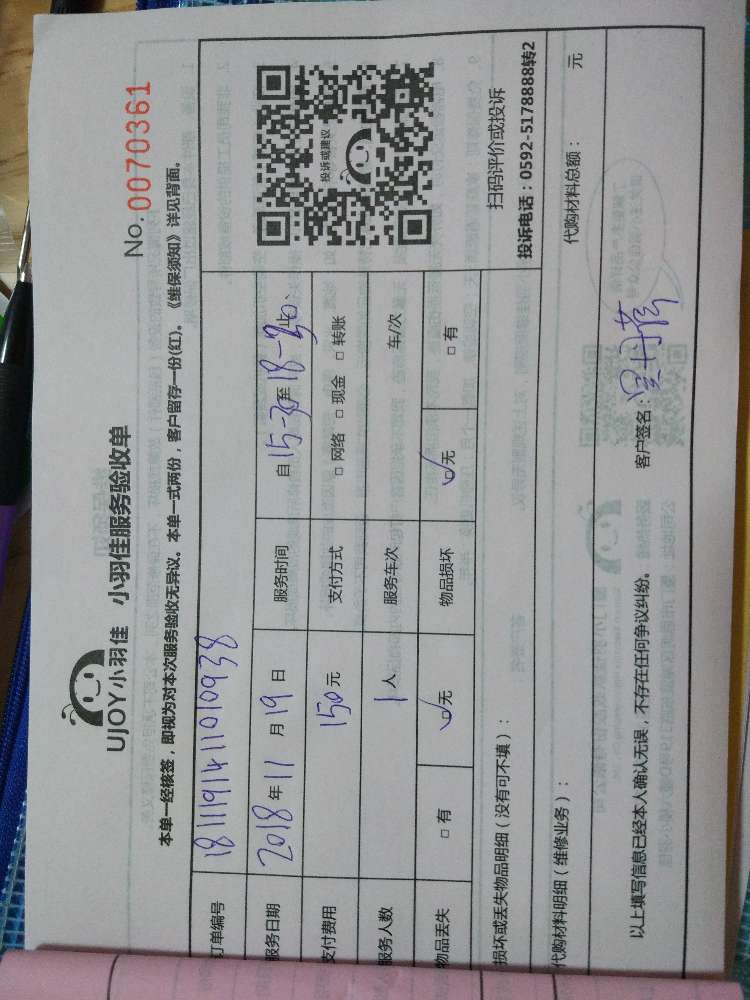 UJOY小羽佳 小羽佳服务验收单
No. 0070361
本单一经核签，即视为对本次服务验收无异议。本单一式两份，客户留存一份(红)。《维保须知》详见背面。
订单编号 1811191411010938
服务日期 2018年11月19日 服务时间 自15-30至18-30.
支付费用 150元 支付方式 □ 网络 □ 现金 □ 转账
服务人数 1人 服务车次 车/次
物品丢失 □ 有 ☑ 无 物品损坏 ☑ 无 □ 有
投诉或建议
扫码评价或投诉
投诉电话：0592-5178888转2
损坏或丢失物品明细（没有可不填）：
代购材料明细（维修业务）： 代购材料总额： 元
以上填写信息已经本人确认无误，不存在任何争议纠纷。 客户签名：